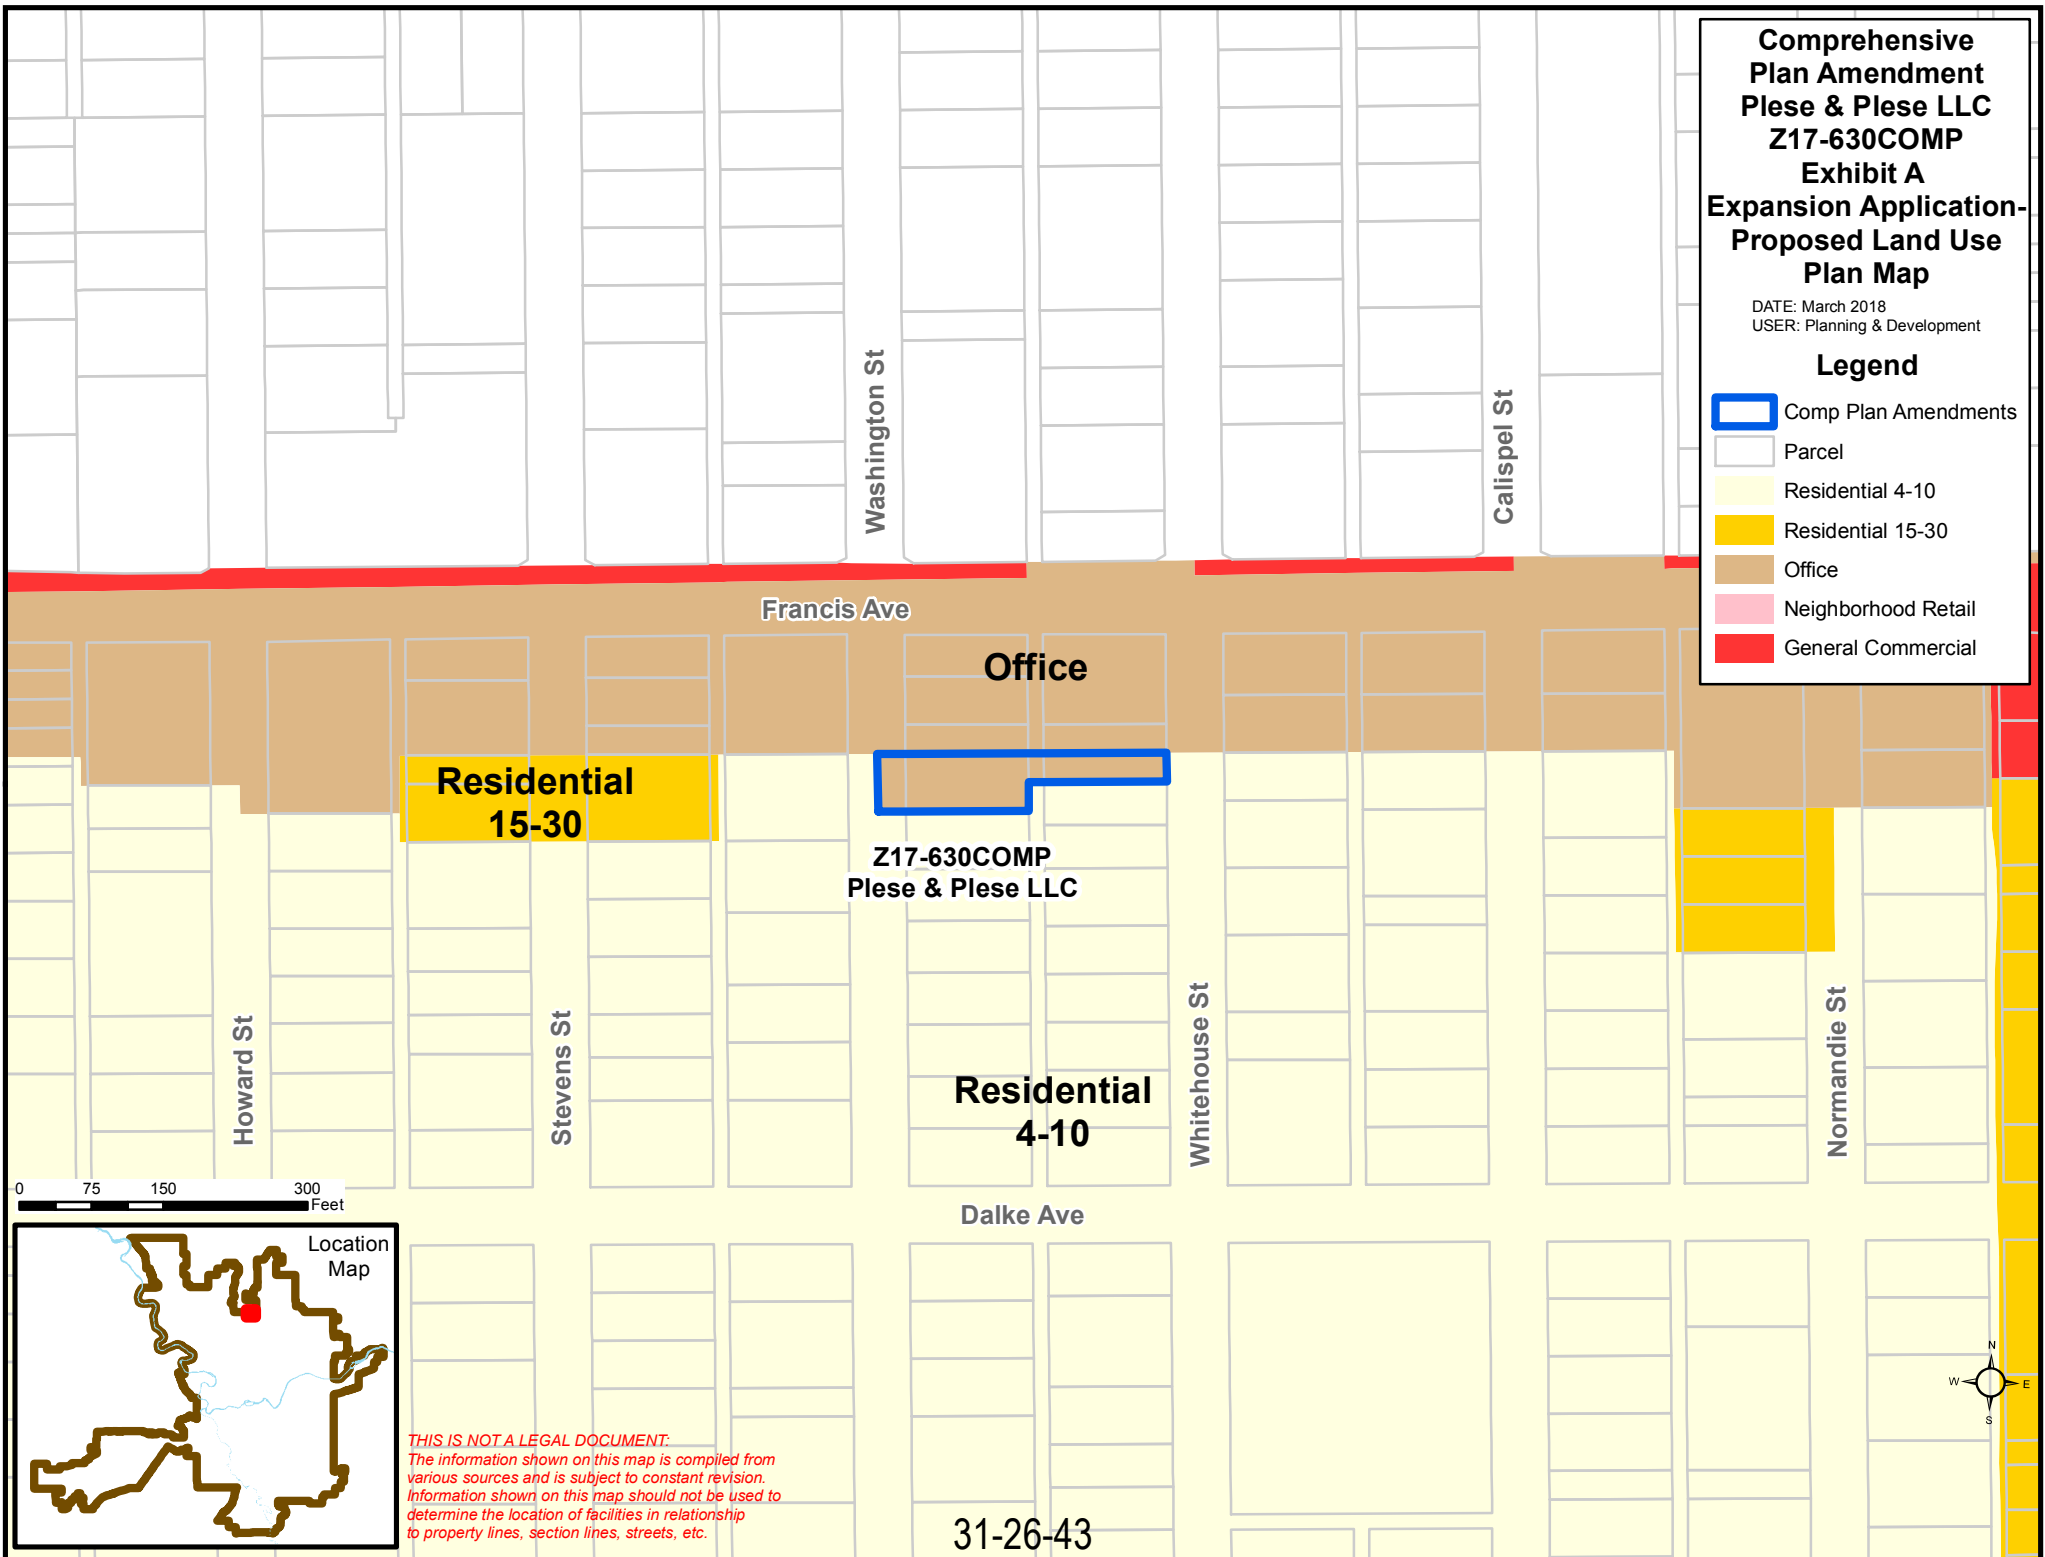 Comprehensive
Plan Amendment
Plese & Plese LLC
Z17-630COMP
Exhibit A
Expansion Application-
Proposed Land Use
Plan Map
DATE: March 2018
USER: Planning & Development
Legend
Comp Plan Amendments
Parcel
Residential 4-10
Residential 15-30
Office
Neighborhood Retail
General Commercial
Washington St
Calispel St
Francis Ave
Office
Residential
15-30
Z17-630COMP
Plese & Plese LLC
Howard St
Stevens St
Whitehouse St
Normandie St
Residential
4-10
0 75 150 300
Feet
Dalke Ave
Location
Map
N
W E
S
THIS IS NOT A LEGAL DOCUMENT:
The information shown on this map is compiled from
various sources and is subject to constant revision.
Information shown on this map should not be used to
determine the location of facilities in relationship
to property lines, section lines, streets, etc.
31-26-43